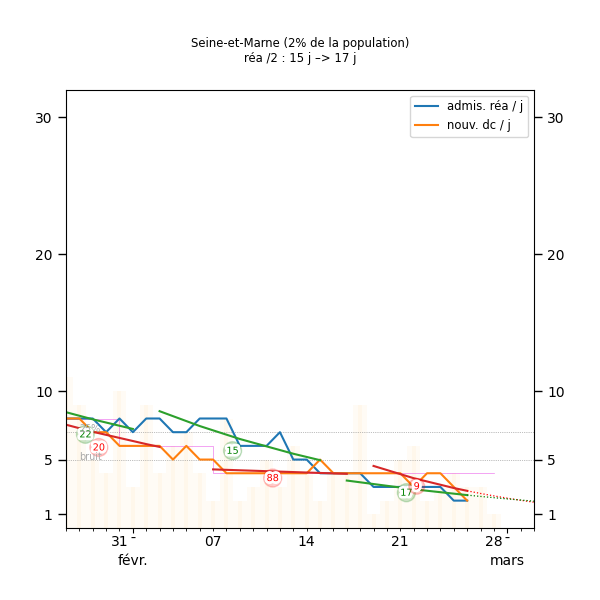 Seine-et-Marne (2% de la population)
réa /2 : 15 j –> 17 j
admis. réa / j
nouv. dc / j
30 30
20 20
10 10
22
20
15
bruit
5 5
88
9
17
1 1
31 - 07 14 21 28 -
févr. mars